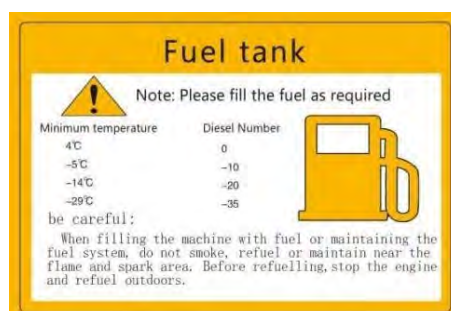 Fuel tank
Note: Please fill the fuel as required
Minimum temperature Diesel Number
4℃ 0
-5℃ -10
-14℃ -20
-29℃ -35
be careful:
When filling the machine with fuel or maintaining the
fuel system, do not smoke, refuel or maintain near the
flame and spark area. Before refuelling, stop the engine
and refuel outdoors.